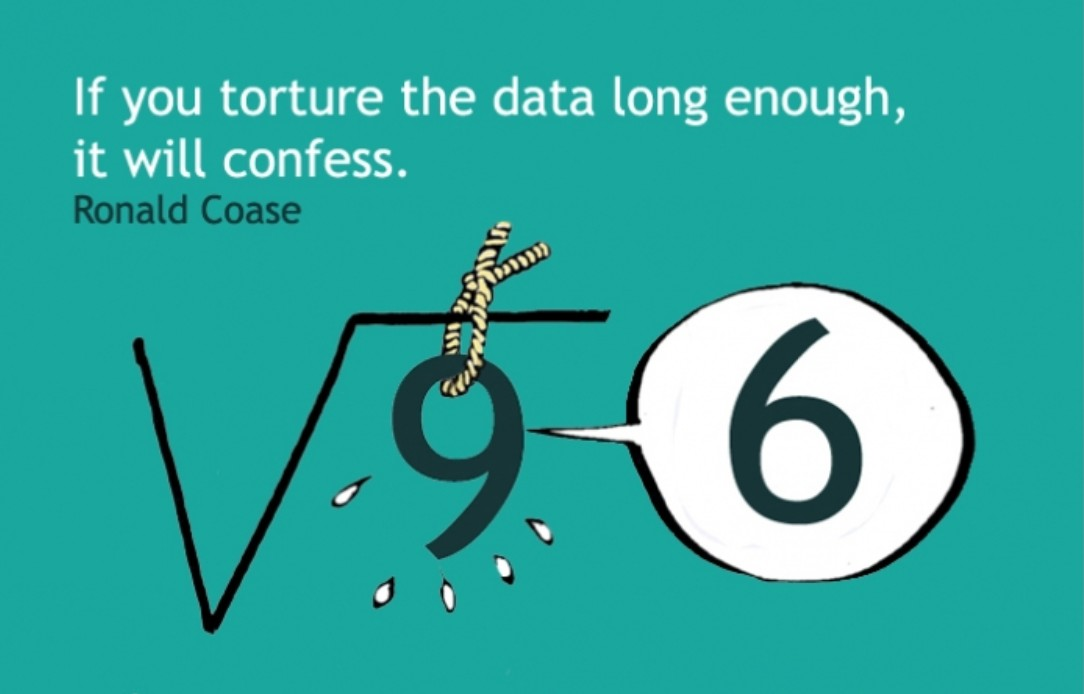 If you torture the data long enough,
it will confess.
Ronald Coase
√9 6